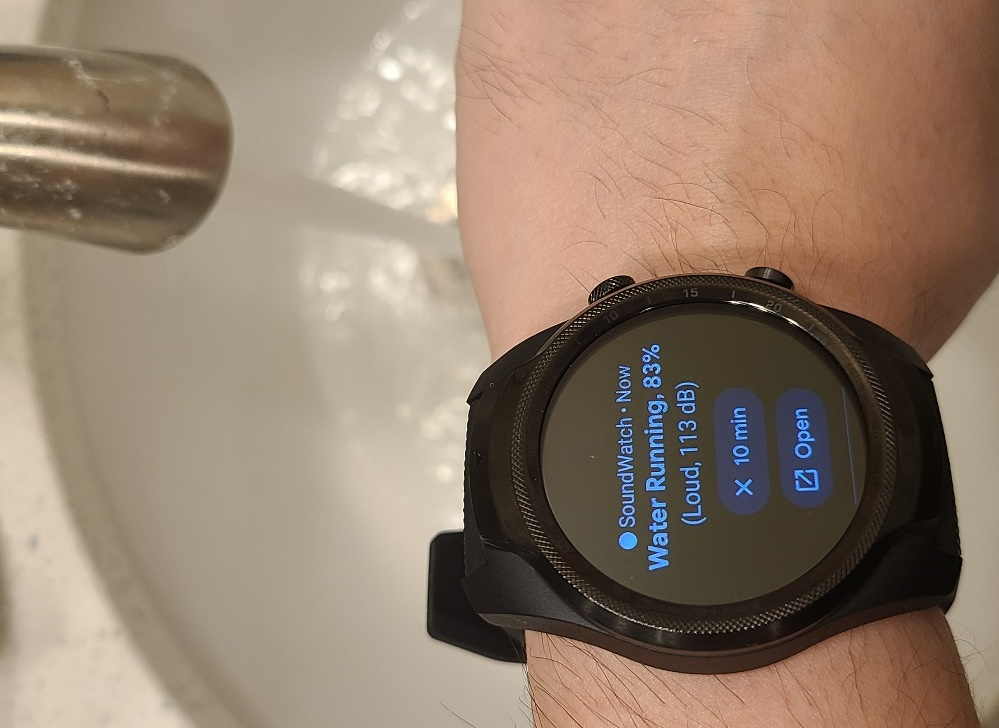 SoundWatch • Now
Water Running, 83%
(Loud, 113 dB)
10 min
Open
10
15
20